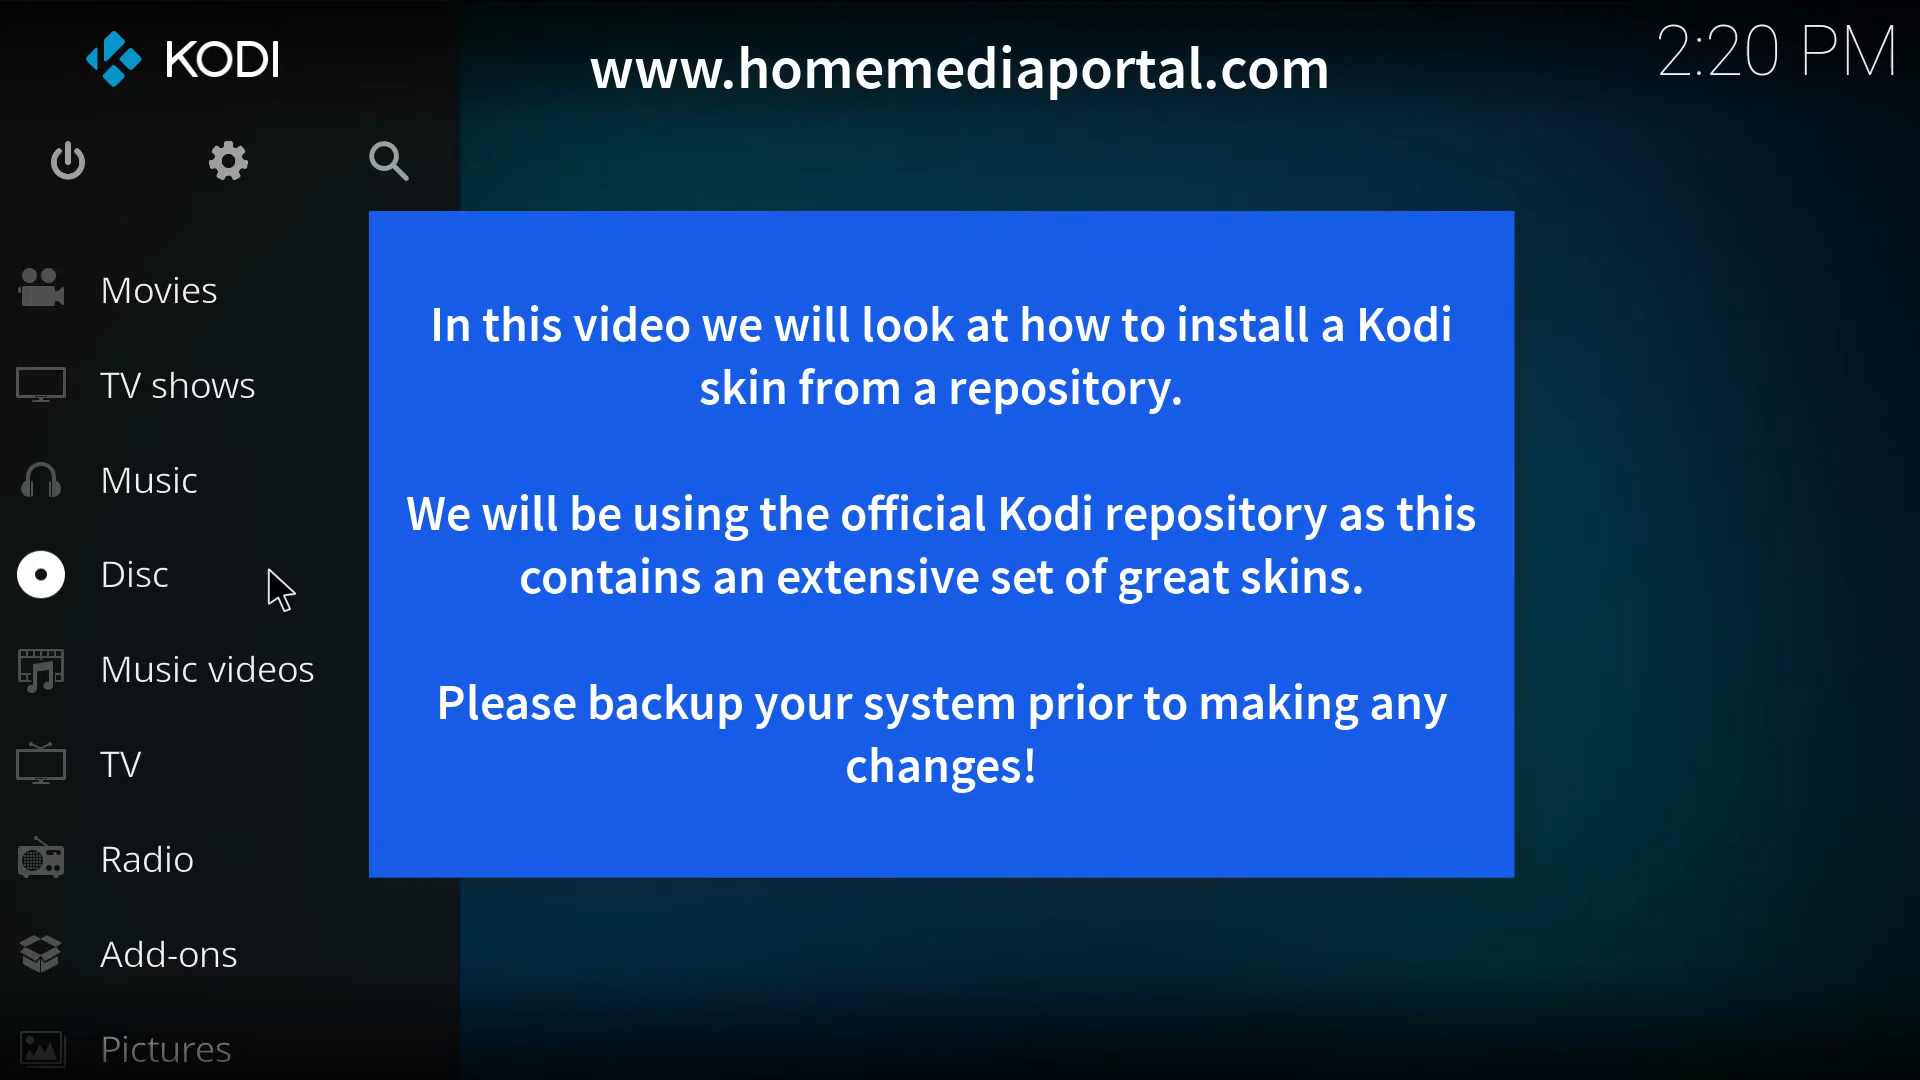 KODI
www.homemediaportal.com
2:20 PM
Movies
TV shows
Music
Disc
Music videos
TV
Radio
Add-ons
Pictures
In this video we will look at how to install a Kodi
skin from a repository.
We will be using the official Kodi repository as this
contains an extensive set of great skins.
Please backup your system prior to making any
changes!